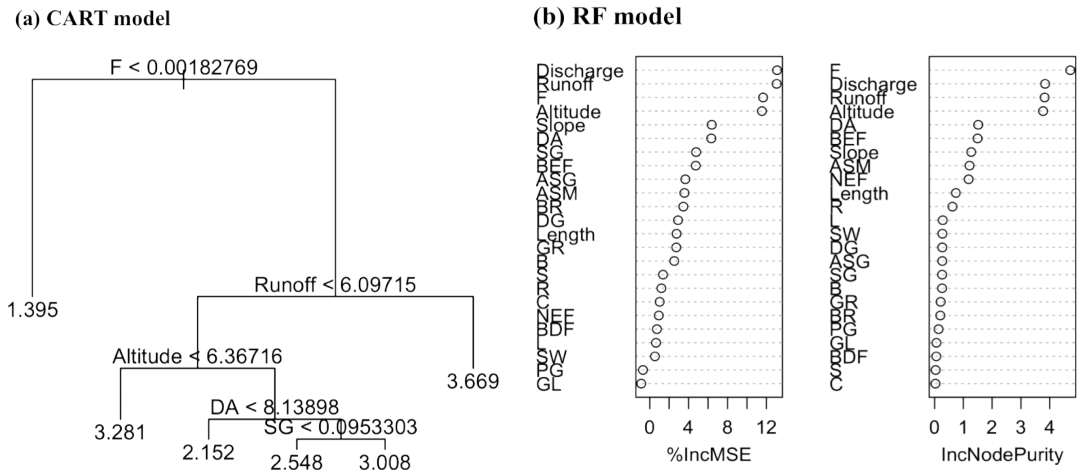 (a) CART model
F < 0.00182769
Runoff < 6.09715
1.395
Altitude < 6.36716
3.669
DA < 8.13898
3.281
SG < 0.0953303
2.152
2.548
3.008
(b) RF model
Discharge
Runoff
F
Altitude
Slope
DA
SG
BEF
ASG
ASM
BR
DG
Length
GR
B
S
R
C
NEF
BDF
L
SW
PG
GL
0 4 8 12
%IncMSE
F
Discharge
Runoff
Altitude
DA
BEF
Slope
ASM
NEF
Length
R
L
SW
DG
ASG
SG
B
GR
BR
PG
GL
BDF
S
C
0 1 2 3 4
IncNodePurity